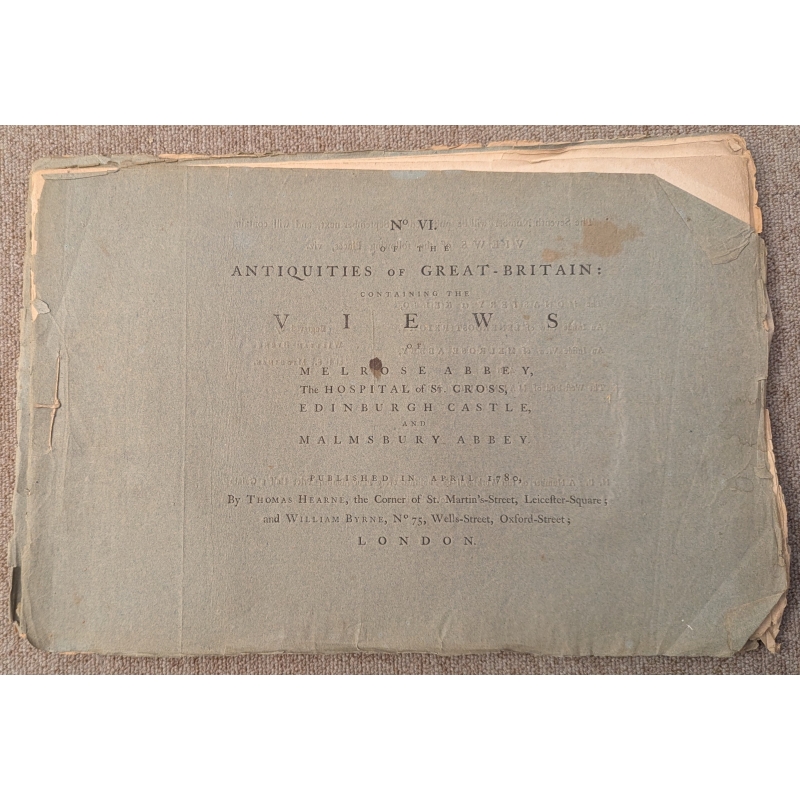 Nº VI.
OF THE
ANTIQUITIES OF GREAT-BRITAIN:
CONTAINING THE
VIEWS
OF
MELROSE ABBEY,
The HOSPITAL of St. CROSS,
EDINBURGH CASTLE,
AND
MALMSBURY ABBEY.
PUBLISHED IN APRIL 1780,
By THOMAS HEARNE, the Corner of St. Martin's-Street, Leiceſter-Square;
and WILLIAM BYRNE, Nº 75, Wells-Street, Oxford-Street;
LONDON.